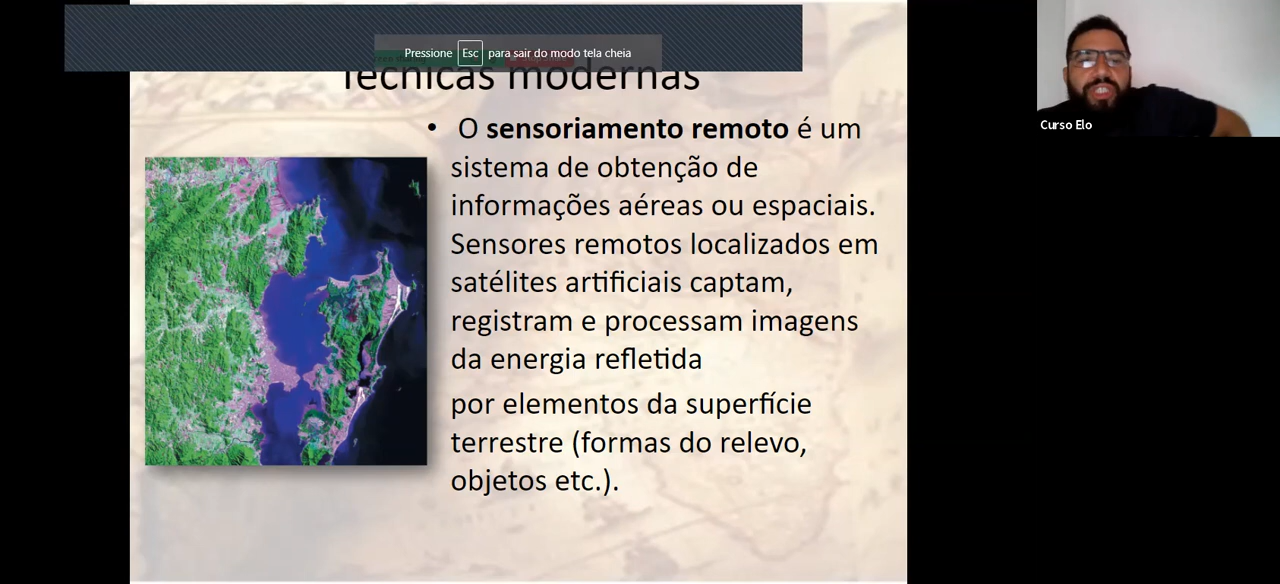 Pressione Esc para sair do modo tela cheia
Técnicas modernas
• O sensoriamento remoto é um
sistema de obtenção de
informações aéreas ou espaciais.
Sensores remotos localizados em
satélites artificiais captam,
registram e processam imagens
da energia refletida
por elementos da superfície
terrestre (formas do relevo,
objetos etc.).
Curso Elo